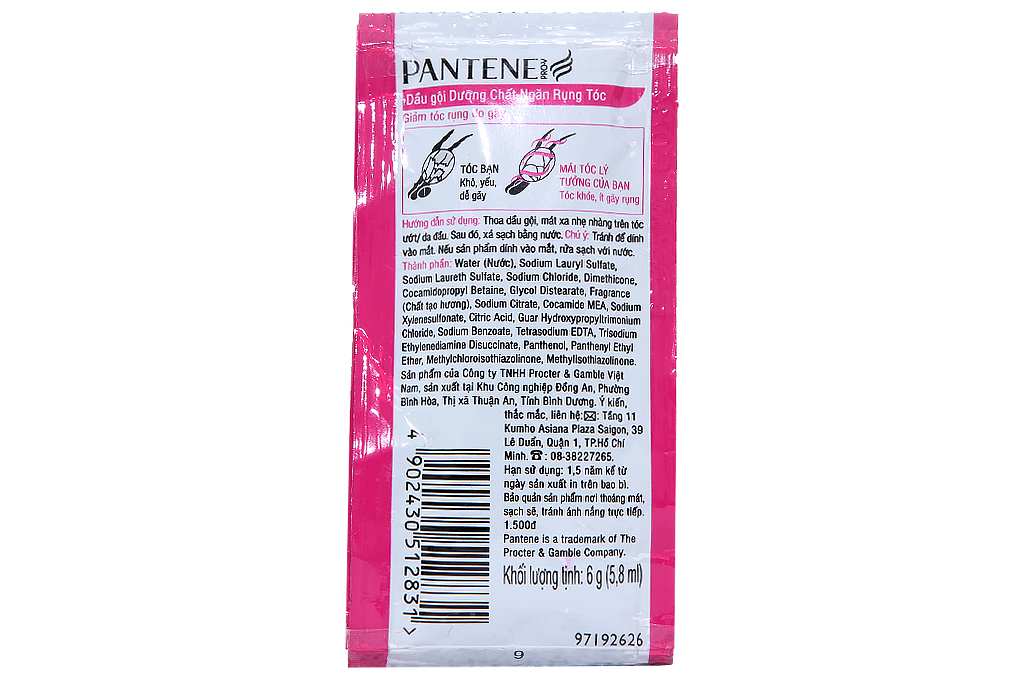 PANTENE PRO-V
Dầu gội Dưỡng Chất Ngăn Rụng Tóc
Giảm tóc rụng do gãy
TÓC BẠN
Khô, yếu,
dễ gãy
MÁI TÓC LÝ
TƯỞNG CỦA BẠN
Tóc khỏe, ít gãy rụng
Hướng dẫn sử dụng: Thoa dầu gội, mát xa nhẹ nhàng trên tóc
ướt/ da đầu. Sau đó, xả sạch bằng nước. Chú ý: Tránh để dính
vào mắt. Nếu sản phẩm dính vào mắt, rửa sạch với nước.
Thành phần: Water (Nước), Sodium Lauryl Sulfate,
Sodium Laureth Sulfate, Sodium Chloride, Dimethicone,
Cocamidopropyl Betaine, Glycol Distearate, Fragrance
(Chất tạo hương), Sodium Citrate, Cocamide MEA, Sodium
Xylenesulfonate, Citric Acid, Guar Hydroxypropyltrimonium
Chloride, Sodium Benzoate, Tetrasodium EDTA, Trisodium
Ethylenediamine Disuccinate, Panthenol, Panthenyl Ethyl
Ether, Methylchloroisothiazolinone, Methylisothiazolinone.
Sản phẩm của Công ty TNHH Procter & Gamble Việt
Nam, sản xuất tại Khu Công nghiệp Đồng An, Phường
Bình Hòa, Thị xã Thuận An, Tỉnh Bình Dương. Ý kiến,
thắc mắc, liên hệ:✉: Tầng 11
Kumho Asiana Plaza Saigon, 39
Lê Duẩn, Quận 1, TP.Hồ Chí
Minh. ☎: 08-38227265.
Hạn sử dụng: 1,5 năm kể từ
ngày sản xuất in trên bao bì.
Bảo quản sản phẩm nơi thoáng mát,
sạch sẽ, tránh ánh nắng trực tiếp.
1.500đ
Pantene is a trademark of The
Procter & Gamble Company.
Khối lượng tịnh: 6 g (5,8 ml)
4 902430 512831 >
97192626
9